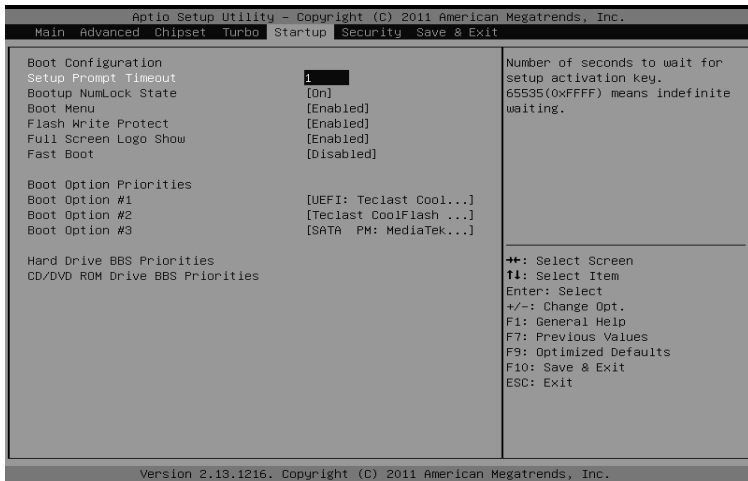 Aptio Setup Utility – Copyright (C) 2011 American Megatrends, Inc.
Main Advanced Chipset Turbo Startup Security Save & Exit
Boot Configuration
Setup Prompt Timeout 1
Bootup NumLock State [On]
Boot Menu [Enabled]
Flash Write Protect [Enabled]
Full Screen Logo Show [Enabled]
Fast Boot [Disabled]
Boot Option Priorities
Boot Option #1 [UEFI: Teclast Cool...]
Boot Option #2 [Teclast CoolFlash ...]
Boot Option #3 [SATA PM: MediaTek...]
Hard Drive BBS Priorities
CD/DVD ROM Drive BBS Priorities
Number of seconds to wait for
setup activation key.
65535(0xFFFF) means indefinite
waiting.
→←: Select Screen
↑↓: Select Item
Enter: Select
+/-: Change Opt.
F1: General Help
F7: Previous Values
F9: Optimized Defaults
F10: Save & Exit
ESC: Exit
Version 2.13.1216. Copyright (C) 2011 American Megatrends, Inc.